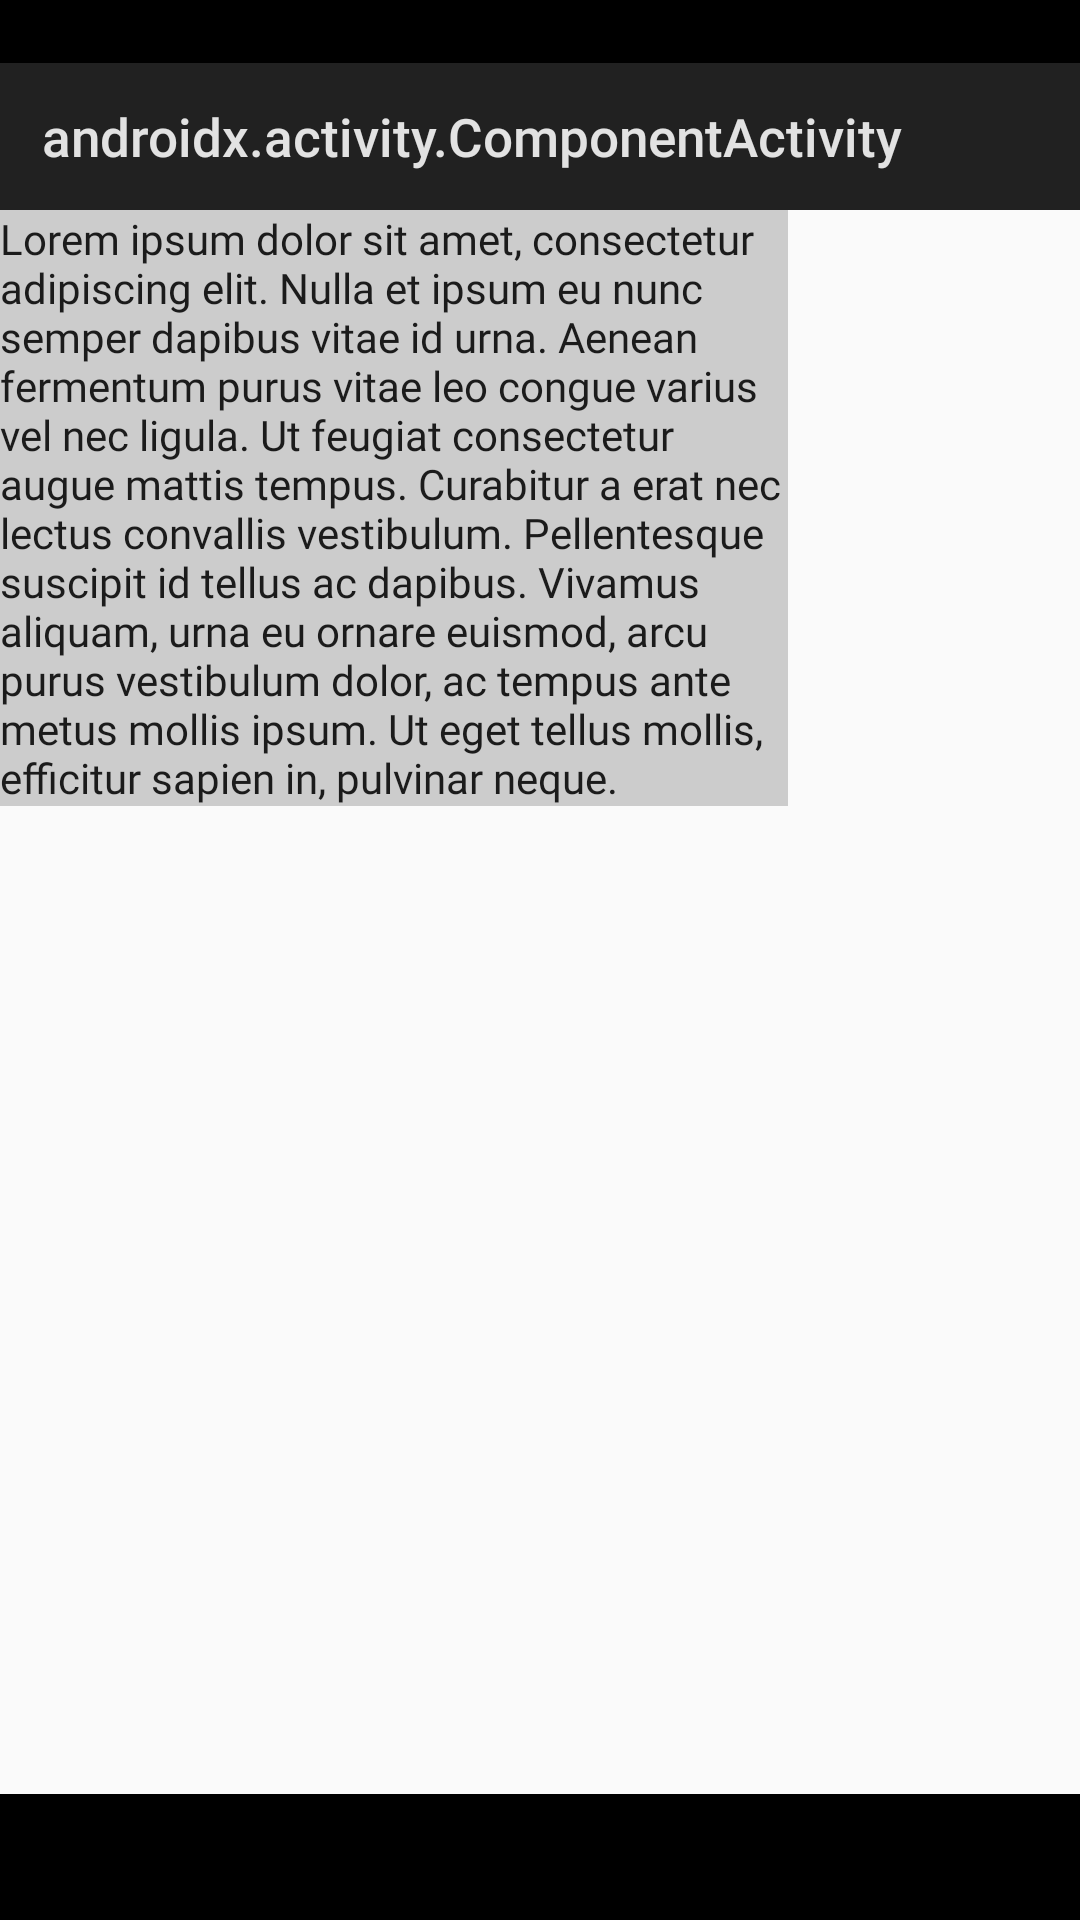 androidx.activity.ComponentActivity
Lorem ipsum dolor sit amet, consectetur
adipiscing elit. Nulla et ipsum eu nunc
semper dapibus vitae id urna. Aenean
fermentum purus vitae leo congue varius
vel nec ligula. Ut feugiat consectetur
augue mattis tempus. Curabitur a erat nec
lectus convallis vestibulum. Pellentesque
suscipit id tellus ac dapibus. Vivamus
aliquam, urna eu ornare euismod, arcu
purus vestibulum dolor, ac tempus ante
metus mollis ipsum. Ut eget tellus mollis,
efficitur sapien in, pulvinar neque.